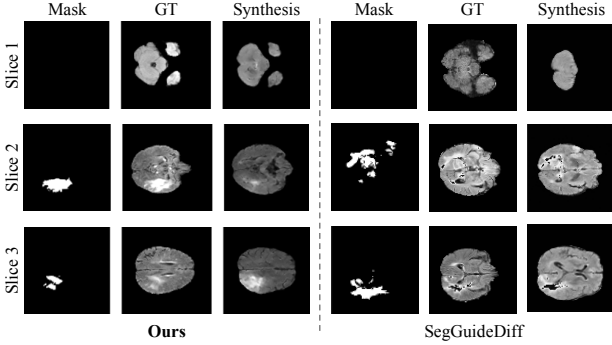 Mask GT Synthesis Mask GT Synthesis
Slice 1
Slice 2
Slice 3
Ours SegGuideDiff